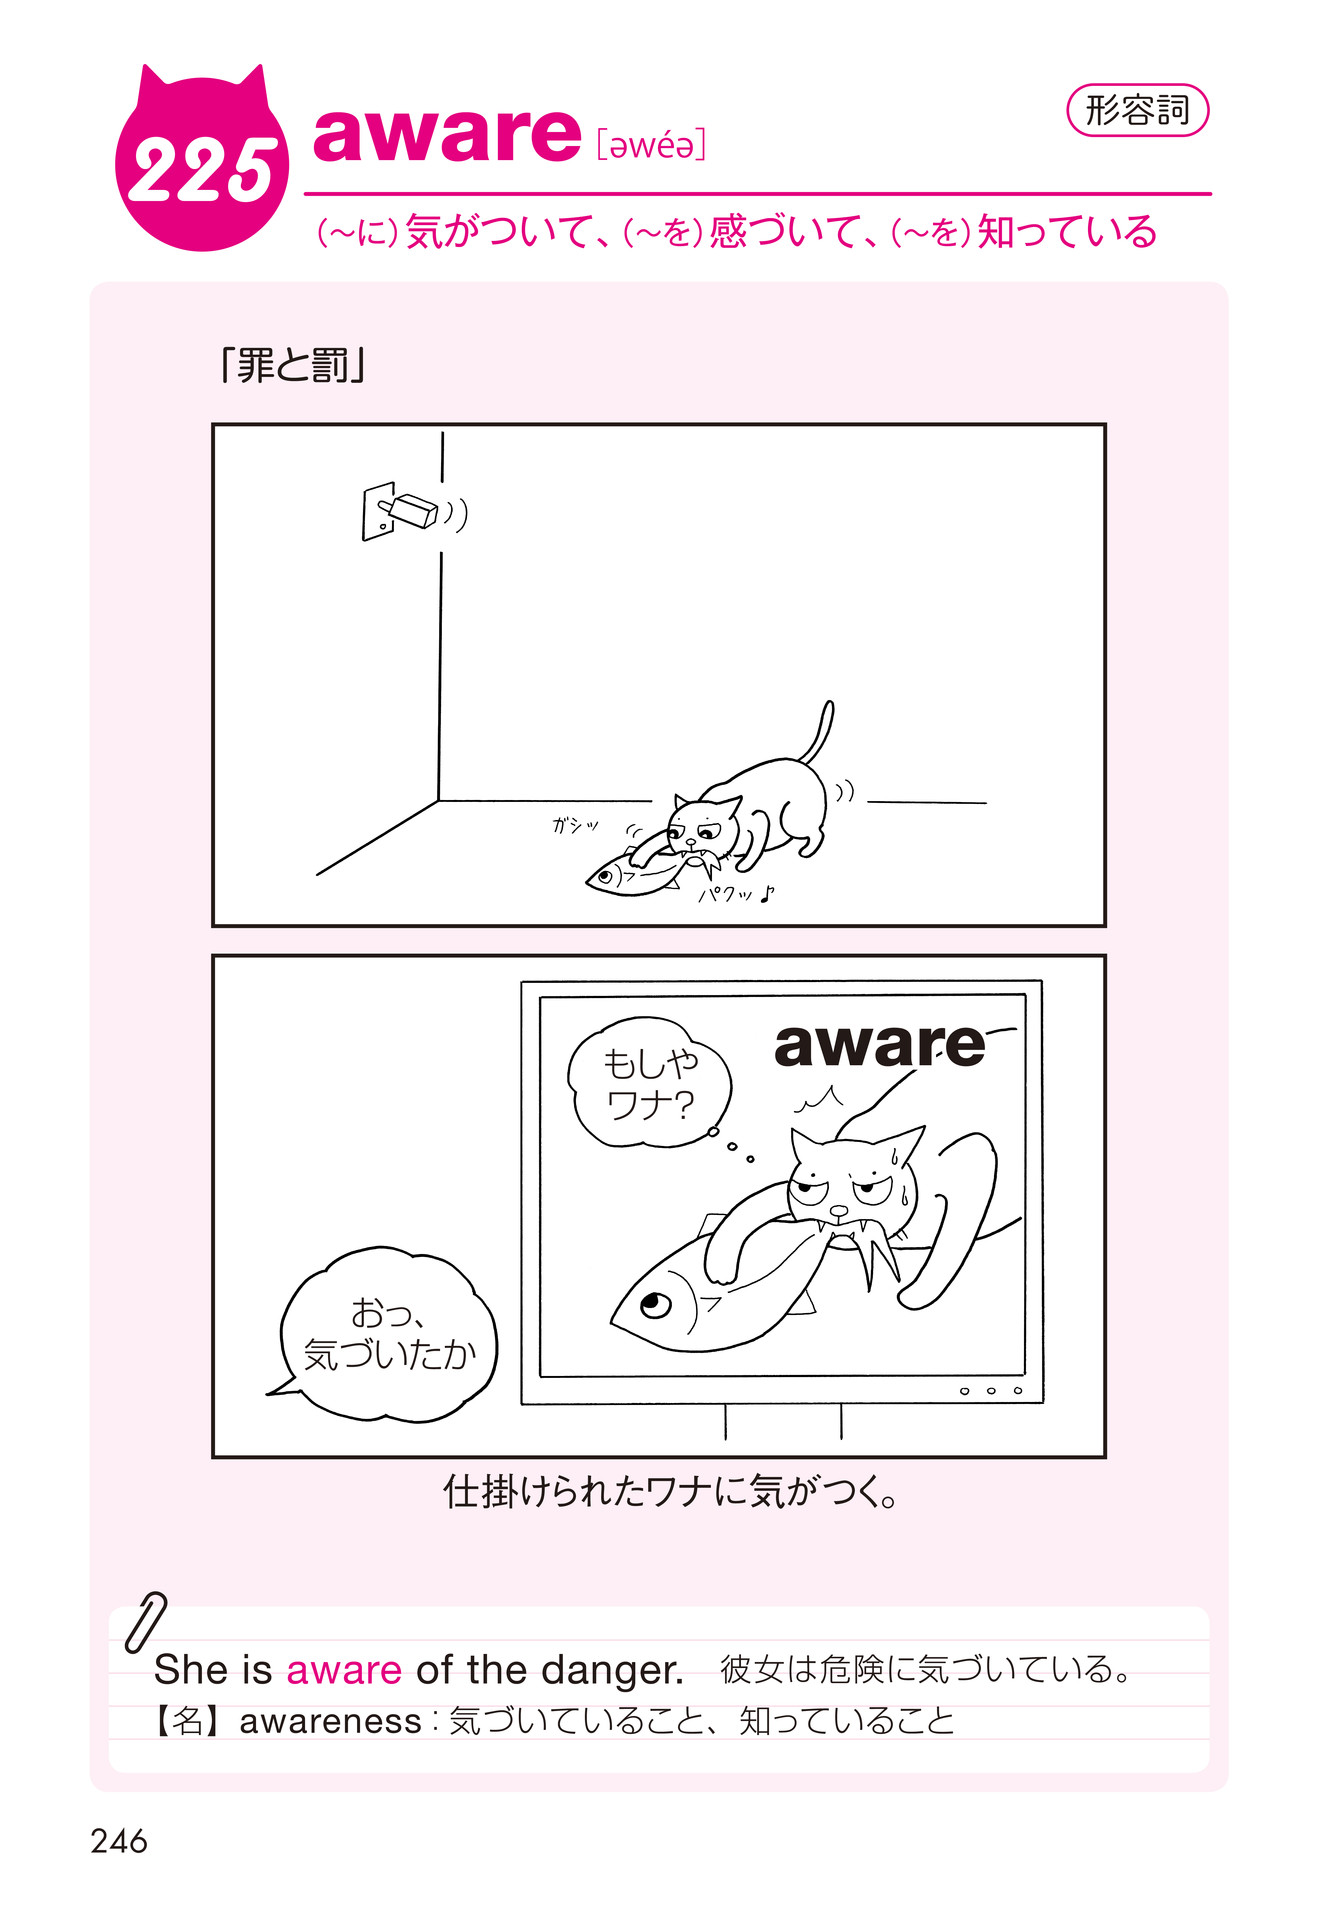 225
aware [əwéə]
形容詞
(〜に)気がついて、(〜を)感づいて、(〜を)知っている
「罪と罰」
ガシッ
パクッ♪
aware
もしや
ワナ?
おっ、
気づいたか
仕掛けられたワナに気がつく。
She is aware of the danger. 彼女は危険に気づいている。
【名】awareness：気づいていること、知っていること
246